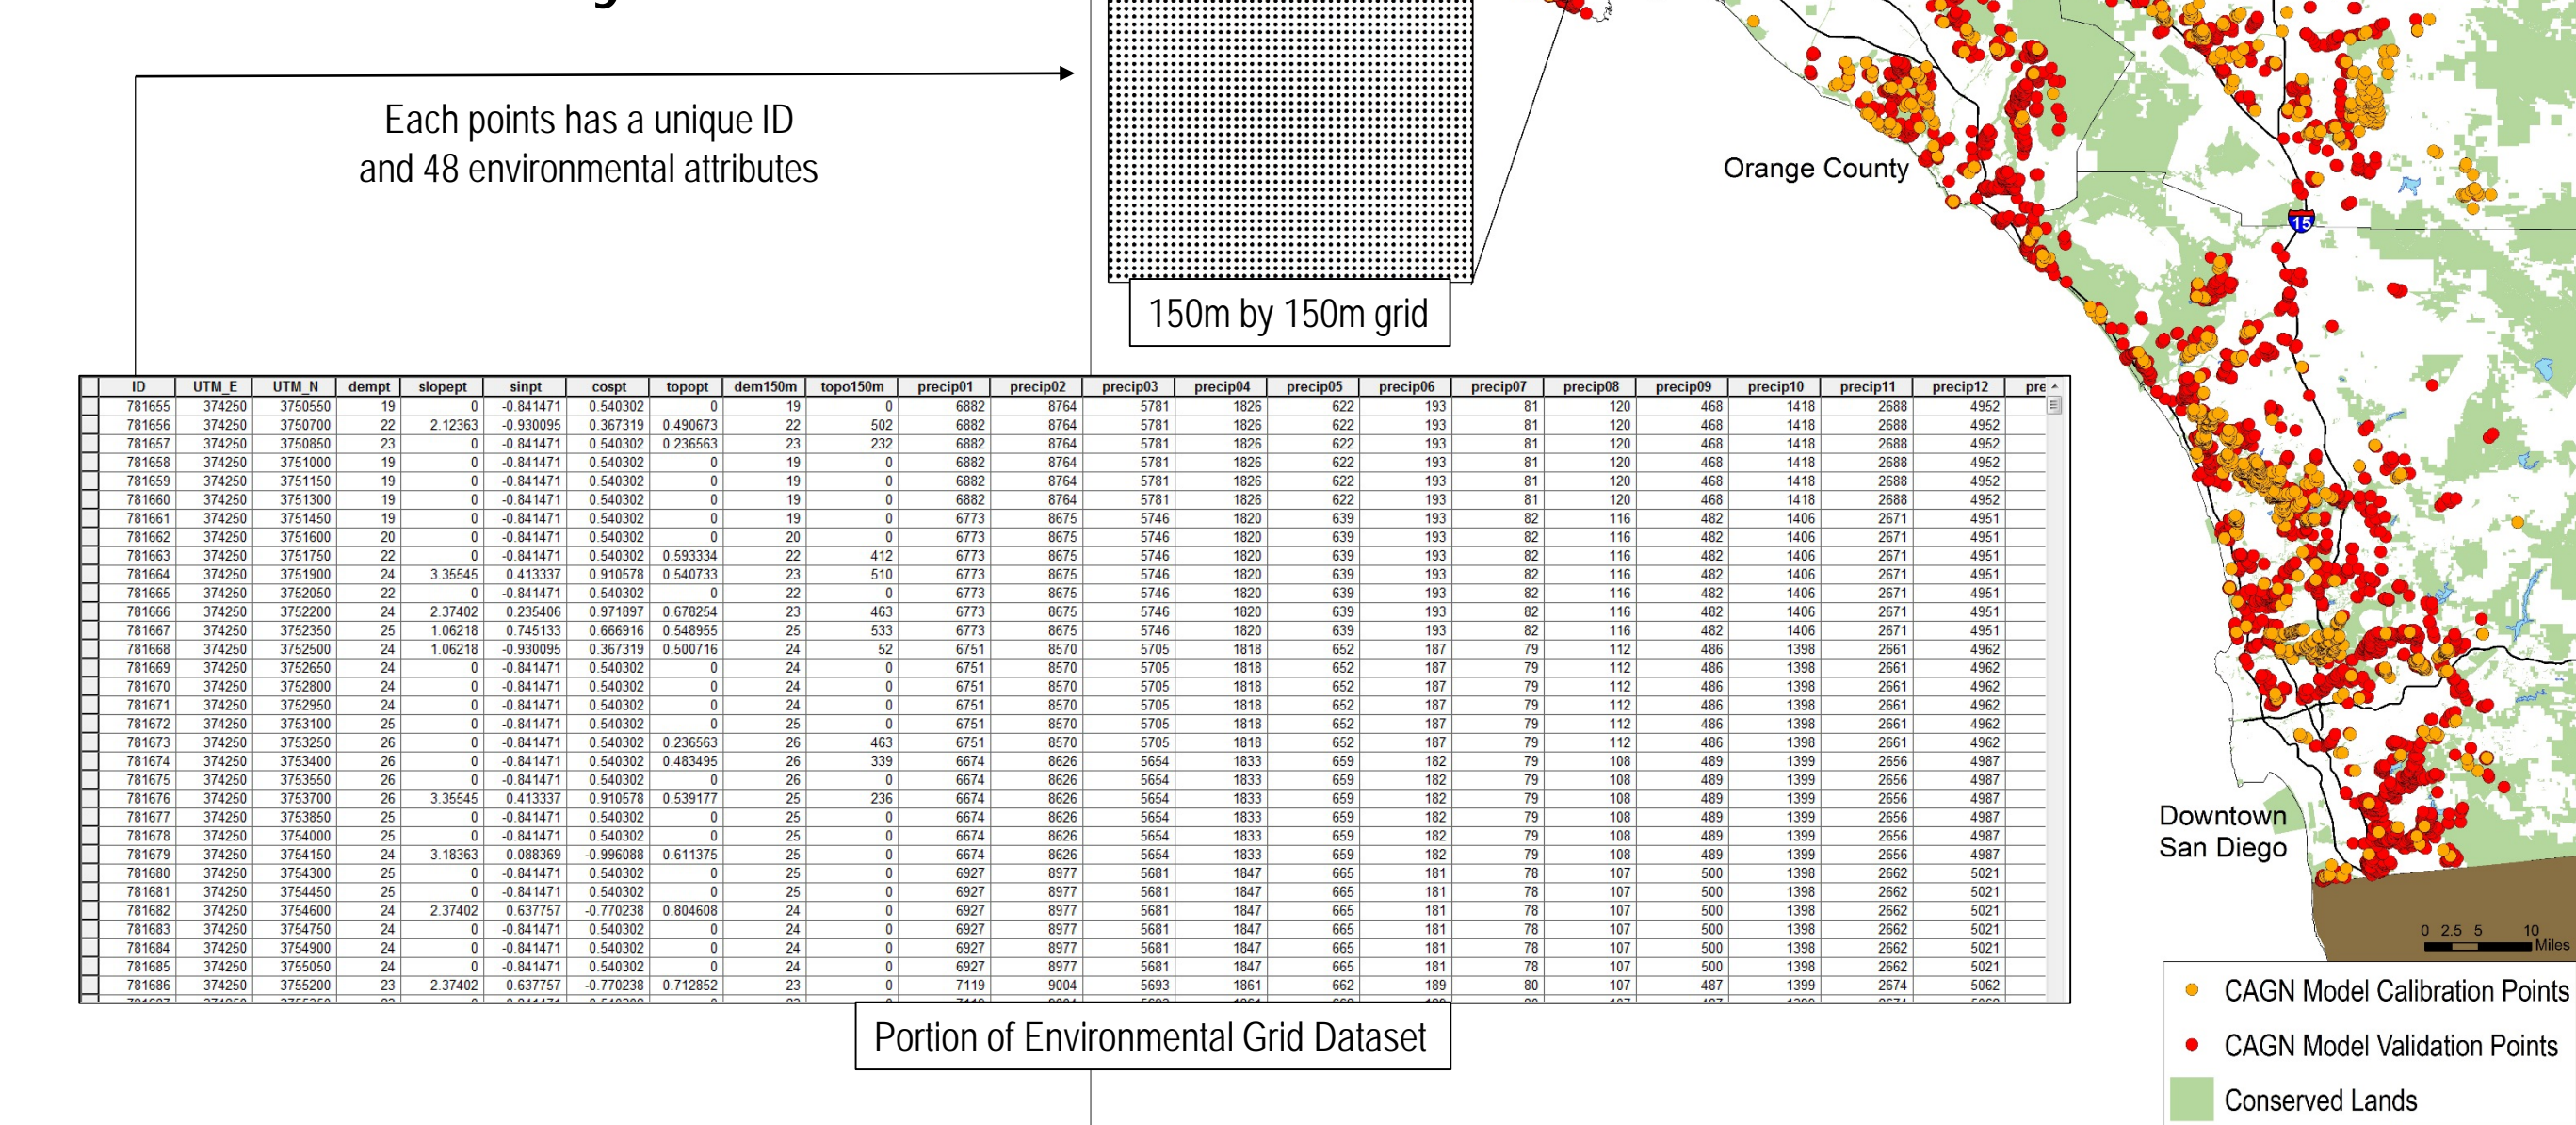 Each points has a unique ID
and 48 environmental attributes
150m by 150m grid
Orange County
15
ID UTM_E UTM_N dempt slopept sinpt cospt topopt dem150m topo150m precip01 precip02 precip03 precip04 precip05 precip06 precip07 precip08 precip09 precip10 precip11 precip12 pre
781655 374250 3750550 19 0 -0.841471 0.540302 0 19 0 6882 8764 5781 1826 622 193 81 120 468 1418 2688 4952
781656 374250 3750700 22 2.12363 -0.930095 0.367319 0.490673 22 502 6882 8764 5781 1826 622 193 81 120 468 1418 2688 4952
781657 374250 3750850 23 0 -0.841471 0.540302 0.236563 23 232 6882 8764 5781 1826 622 193 81 120 468 1418 2688 4952
781658 374250 3751000 19 0 -0.841471 0.540302 0 19 0 6882 8764 5781 1826 622 193 81 120 468 1418 2688 4952
781659 374250 3751150 19 0 -0.841471 0.540302 0 19 0 6882 8764 5781 1826 622 193 81 120 468 1418 2688 4952
781660 374250 3751300 19 0 -0.841471 0.540302 0 19 0 6882 8764 5781 1826 622 193 81 120 468 1418 2688 4952
781661 374250 3751450 19 0 -0.841471 0.540302 0 19 0 6773 8675 5746 1820 639 193 82 116 482 1406 2671 4951
781662 374250 3751600 20 0 -0.841471 0.540302 0 20 0 6773 8675 5746 1820 639 193 82 116 482 1406 2671 4951
781663 374250 3751750 22 0 -0.841471 0.540302 0.593334 22 412 6773 8675 5746 1820 639 193 82 116 482 1406 2671 4951
781664 374250 3751900 24 3.35545 0.413337 0.910578 0.540733 23 510 6773 8675 5746 1820 639 193 82 116 482 1406 2671 4951
781665 374250 3752050 22 0 -0.841471 0.540302 0 22 0 6773 8675 5746 1820 639 193 82 116 482 1406 2671 4951
781666 374250 3752200 24 2.37402 0.235406 0.971897 0.678254 23 463 6773 8675 5746 1820 639 193 82 116 482 1406 2671 4951
781667 374250 3752350 25 1.06218 0.745133 0.666916 0.548955 25 533 6773 8675 5746 1820 639 193 82 116 482 1406 2671 4951
781668 374250 3752500 24 1.06218 -0.930095 0.367319 0.500716 24 52 6751 8570 5705 1818 652 187 79 112 486 1398 2661 4962
781669 374250 3752650 24 0 -0.841471 0.540302 0 24 0 6751 8570 5705 1818 652 187 79 112 486 1398 2661 4962
781670 374250 3752800 24 0 -0.841471 0.540302 0 24 0 6751 8570 5705 1818 652 187 79 112 486 1398 2661 4962
781671 374250 3752950 24 0 -0.841471 0.540302 0 24 0 6751 8570 5705 1818 652 187 79 112 486 1398 2661 4962
781672 374250 3753100 25 0 -0.841471 0.540302 0 25 0 6751 8570 5705 1818 652 187 79 112 486 1398 2661 4962
781673 374250 3753250 26 0 -0.841471 0.540302 0.236563 26 463 6751 8570 5705 1818 652 187 79 112 486 1398 2661 4962
781674 374250 3753400 26 0 -0.841471 0.540302 0.483495 26 339 6674 8626 5654 1833 659 182 79 108 489 1399 2656 4987
781675 374250 3753550 26 0 -0.841471 0.540302 0 26 0 6674 8626 5654 1833 659 182 79 108 489 1399 2656 4987
781676 374250 3753700 26 3.35545 0.413337 0.910578 0.539177 25 236 6674 8626 5654 1833 659 182 79 108 489 1399 2656 4987
781677 374250 3753850 25 0 -0.841471 0.540302 0 25 0 6674 8626 5654 1833 659 182 79 108 489 1399 2656 4987
781678 374250 3754000 25 0 -0.841471 0.540302 0 25 0 6674 8626 5654 1833 659 182 79 108 489 1399 2656 4987
781679 374250 3754150 24 3.18363 0.088369 -0.996088 0.611375 25 0 6674 8626 5654 1833 659 182 79 108 489 1399 2656 4987
781680 374250 3754300 25 0 -0.841471 0.540302 0 25 0 6927 8977 5681 1847 665 181 78 107 500 1398 2662 5021
781681 374250 3754450 25 0 -0.841471 0.540302 0 25 0 6927 8977 5681 1847 665 181 78 107 500 1398 2662 5021
781682 374250 3754600 24 2.37402 0.637757 -0.770238 0.804608 24 0 6927 8977 5681 1847 665 181 78 107 500 1398 2662 5021
781683 374250 3754750 24 0 -0.841471 0.540302 0 24 0 6927 8977 5681 1847 665 181 78 107 500 1398 2662 5021
781684 374250 3754900 24 0 -0.841471 0.540302 0 24 0 6927 8977 5681 1847 665 181 78 107 500 1398 2662 5021
781685 374250 3755050 24 0 -0.841471 0.540302 0 24 0 6927 8977 5681 1847 665 181 78 107 500 1398 2662 5021
781686 374250 3755200 23 2.37402 0.637757 -0.770238 0.712852 23 0 7119 9004 5693 1861 662 189 80 107 487 1399 2674 5062
Portion of Environmental Grid Dataset
Downtown
San Diego
0 2.5 5 10
Miles
CAGN Model Calibration Points
CAGN Model Validation Points
Conserved Lands